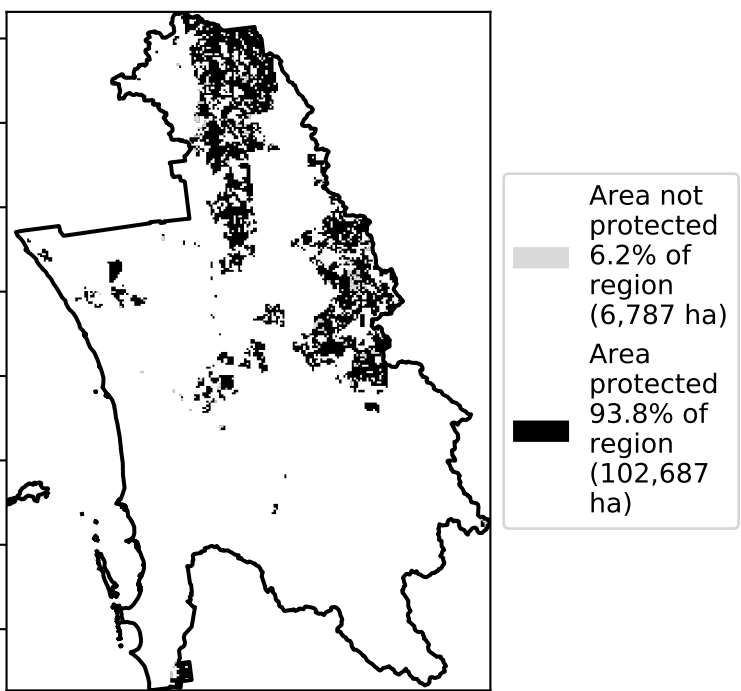 Area not
protected
6.2% of
region
(6,787 ha)
Area
protected
93.8% of
region
(102,687
ha)